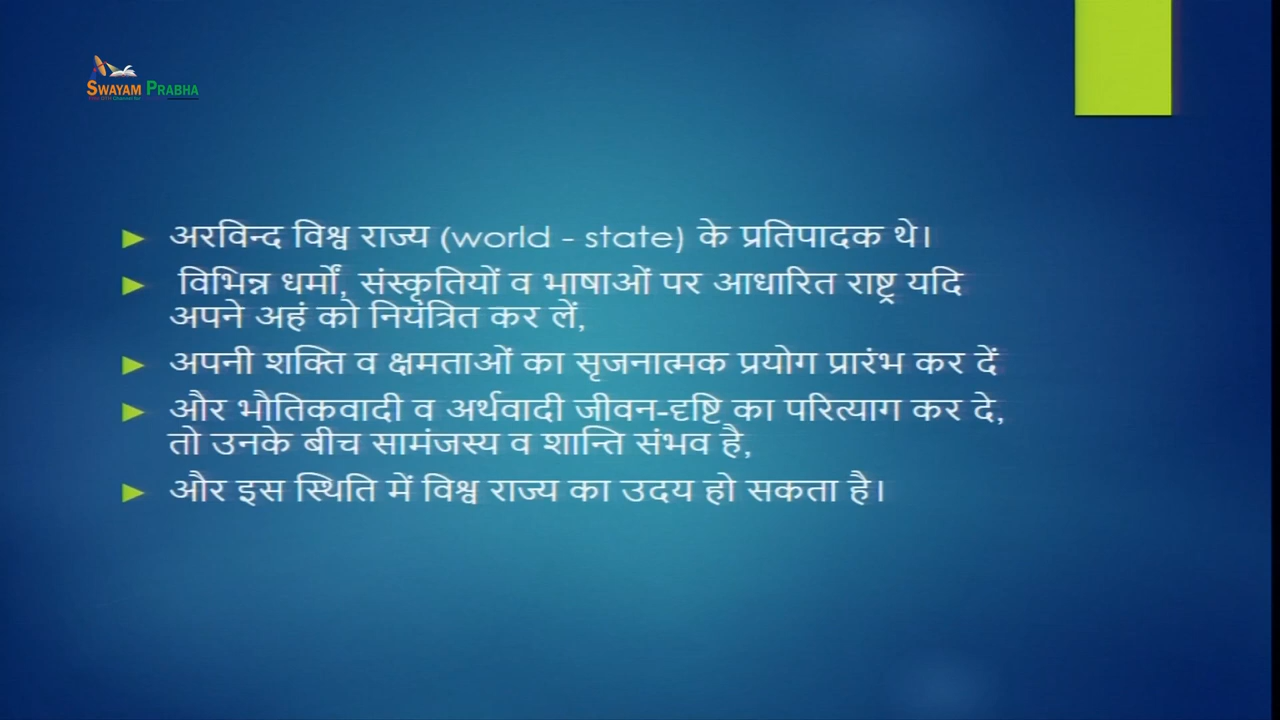 SWAYAM PRABHA
अरविन्द विश्व राज्य (world - state) के प्रतिपादक थे।
विभिन्न धर्मों, संस्कृतियों व भाषाओं पर आधारित राष्ट्र यदि
अपने अहं को नियंत्रित कर लें,
अपनी शक्ति व क्षमताओं का सृजनात्मक प्रयोग प्रारंभ कर दें
और भौतिकवादी व अर्थवादी जीवन-दृष्टि का परित्याग कर दे,
तो उनके बीच सामंजस्य व शान्ति संभव है,
और इस स्थिति में विश्व राज्य का उदय हो सकता है।